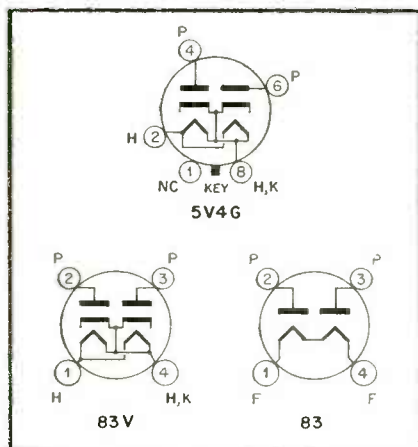 P
4
6 P
H 2
1 8
NC KEY H,K
5V4G
P P P P
2 3 2 3
1 4 1 4
H H,K F F
83V 83